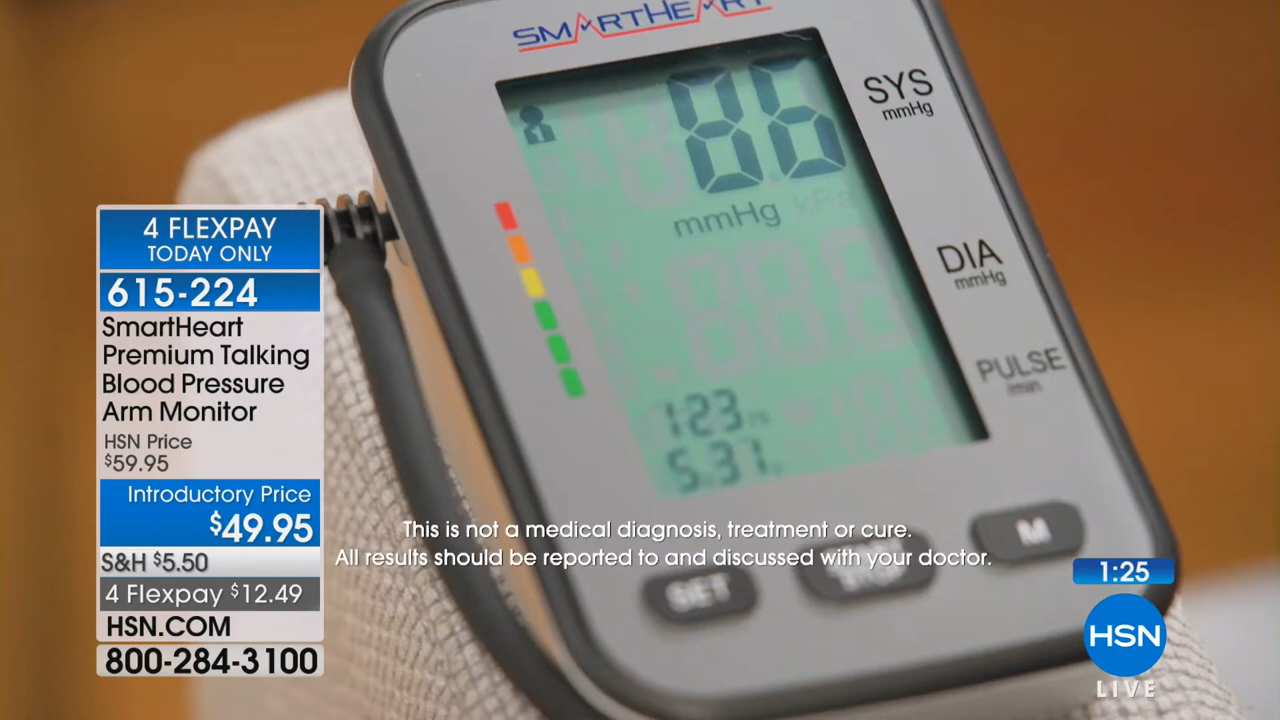 SMARTHEART
86
SYS
mmHg
mmHg
kPa
DIA
mmHg
PULSE
/min
123
5.31
SET
M
4 FLEXPAY
TODAY ONLY
615-224
SmartHeart
Premium Talking
Blood Pressure
Arm Monitor
HSN Price
$59.95
Introductory Price
$49.95
S&H $5.50
4 Flexpay $12.49
HSN.COM
800-284-3100
This is not a medical diagnosis, treatment or cure.
All results should be reported to and discussed with your doctor.
1:25
HSN
LIVE